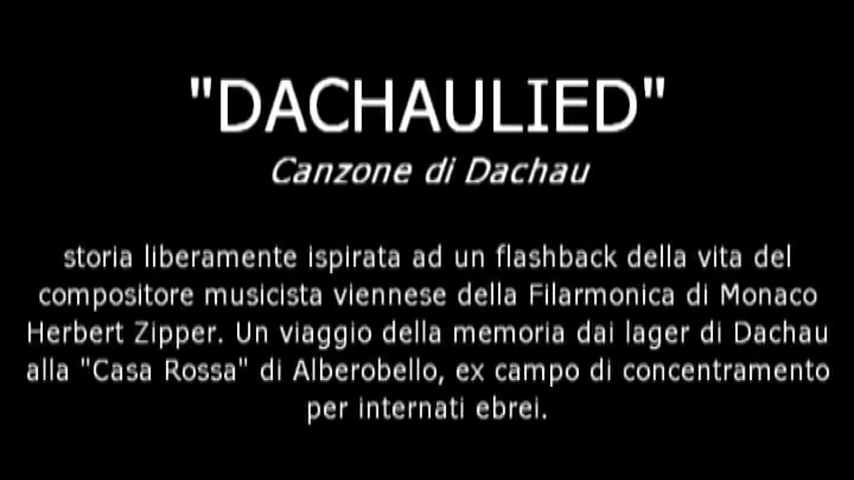 "DACHAULIED"
Canzone di Dachau
storia liberamente ispirata ad un flashback della vita del
compositore musicista viennese della Filarmonica di Monaco
Herbert Zipper. Un viaggio della memoria dai lager di Dachau
alla "Casa Rossa" di Alberobello, ex campo di concentramento
per internati ebrei.